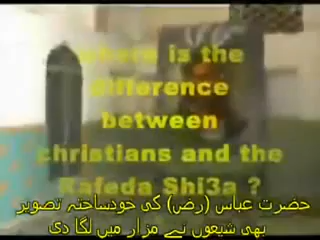 where is the
difference
between
christians and the
Rafeda Shi3a ?
حضرت عباس (رض) کی خودساختہ تصویر
بھی شیعوں نے مزار میں لگا دی